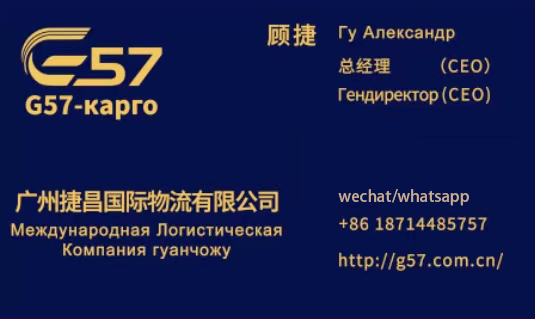 G57
G57-карго
顾捷
Гу Александр
总经理 （CEO）
Гендиректор (CEO)
广州捷昌国际物流有限公司
Международная Логистическая
Компания гуанчожу
wechat/whatsapp
+86 18714485757
http://g57.com.cn/